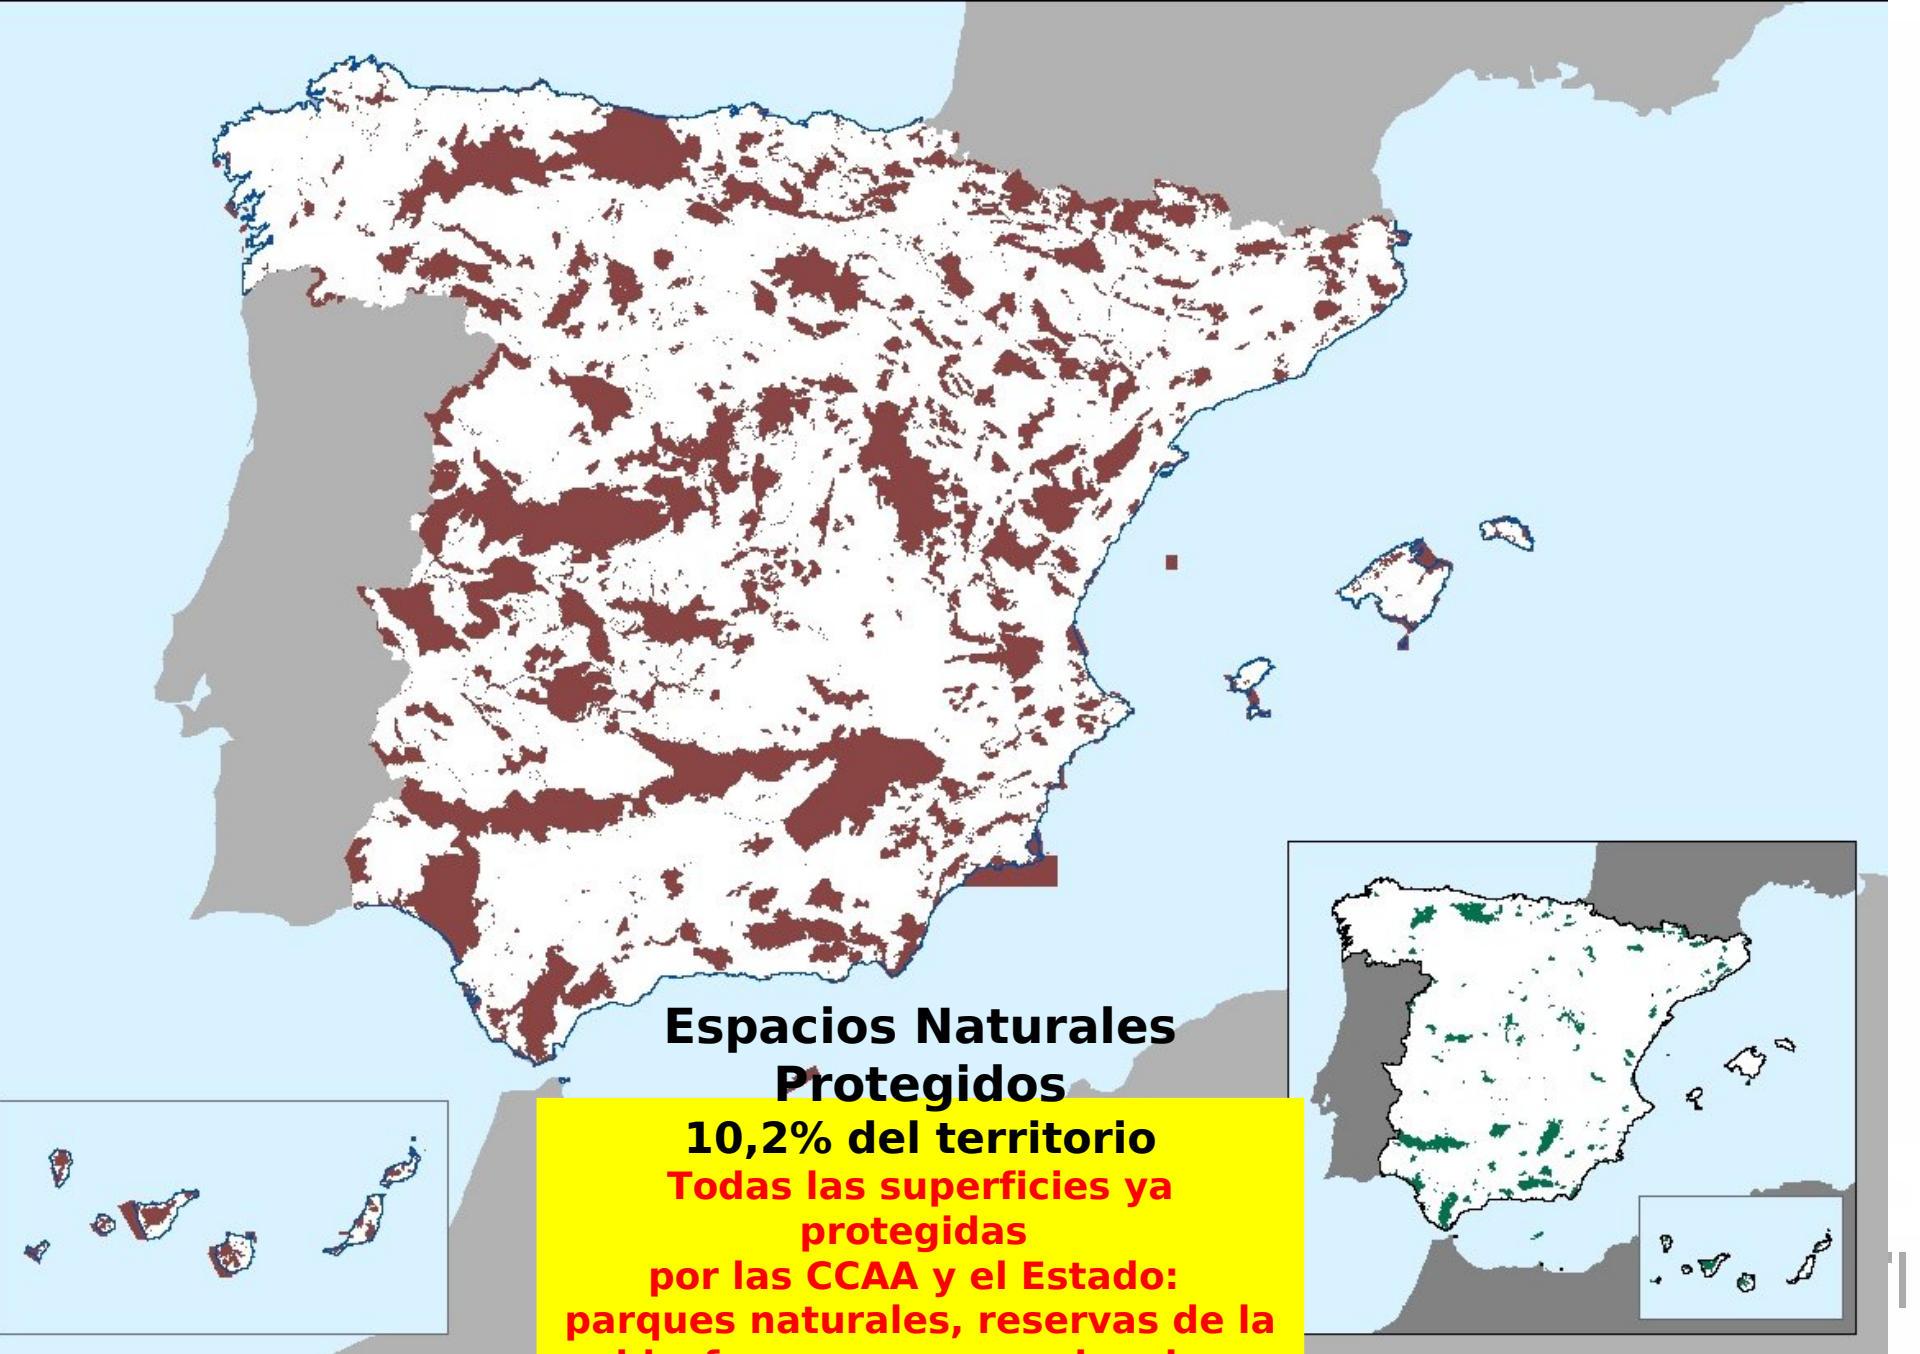 Espacios Naturales
Protegidos
10,2% del territorio
Todas las superficies ya
protegidas
por las CCAA y el Estado:
parques naturales, reservas de la